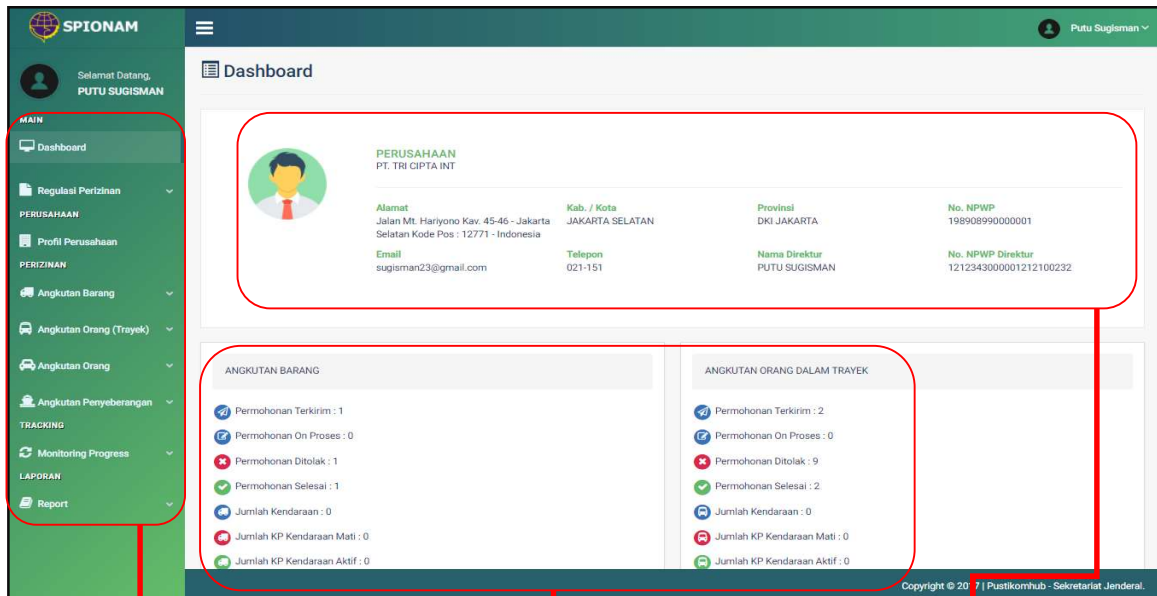 SPIONAM
Putu Sugisman
Selamat Datang,
PUTU SUGISMAN
MAIN
Dashboard
Regulasi Perizinan
PERUSAHAAN
Profil Perusahaan
PERIZINAN
Angkutan Barang
Angkutan Orang (Trayek)
Angkutan Orang
Angkutan Penyeberangan
TRACKING
Monitoring Progress
LAPORAN
Report
Dashboard
PERUSAHAAN
PT. TRI CIPTA INT
Alamat
Jalan Mt. Hariyono Kav. 45-46 - Jakarta
Selatan Kode Pos : 12771 - Indonesia
Kab. / Kota
JAKARTA SELATAN
Provinsi
DKI JAKARTA
No. NPWP
198908990000001
Email
sugisman23@gmail.com
Telepon
021-151
Nama Direktur
PUTU SUGISMAN
No. NPWP Direktur
1212343000001212100232
ANGKUTAN BARANG
Permohonan Terkirim : 1
Permohonan On Proses : 0
Permohonan Ditolak : 1
Permohonan Selesai : 1
Jumlah Kendaraan : 0
Jumlah KP Kendaraan Mati : 0
Jumlah KP Kendaraan Aktif : 0
ANGKUTAN ORANG DALAM TRAYEK
Permohonan Terkirim : 2
Permohonan On Proses : 0
Permohonan Ditolak : 9
Permohonan Selesai : 2
Jumlah Kendaraan : 0
Jumlah KP Kendaraan Mati : 0
Jumlah KP Kendaraan Aktif : 0
Copyright © 2017 | Pustikomhub - Sekretariat Jenderal.